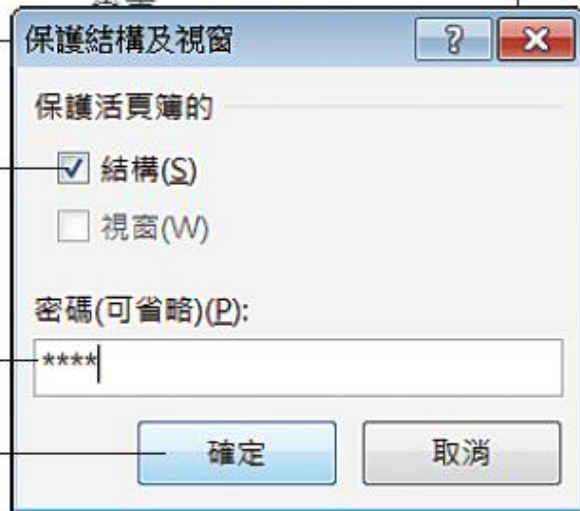 保護結構及視窗
保護活頁簿的
結構(S)
視窗(W)
密碼(可省略)(P):
****
確定
取消